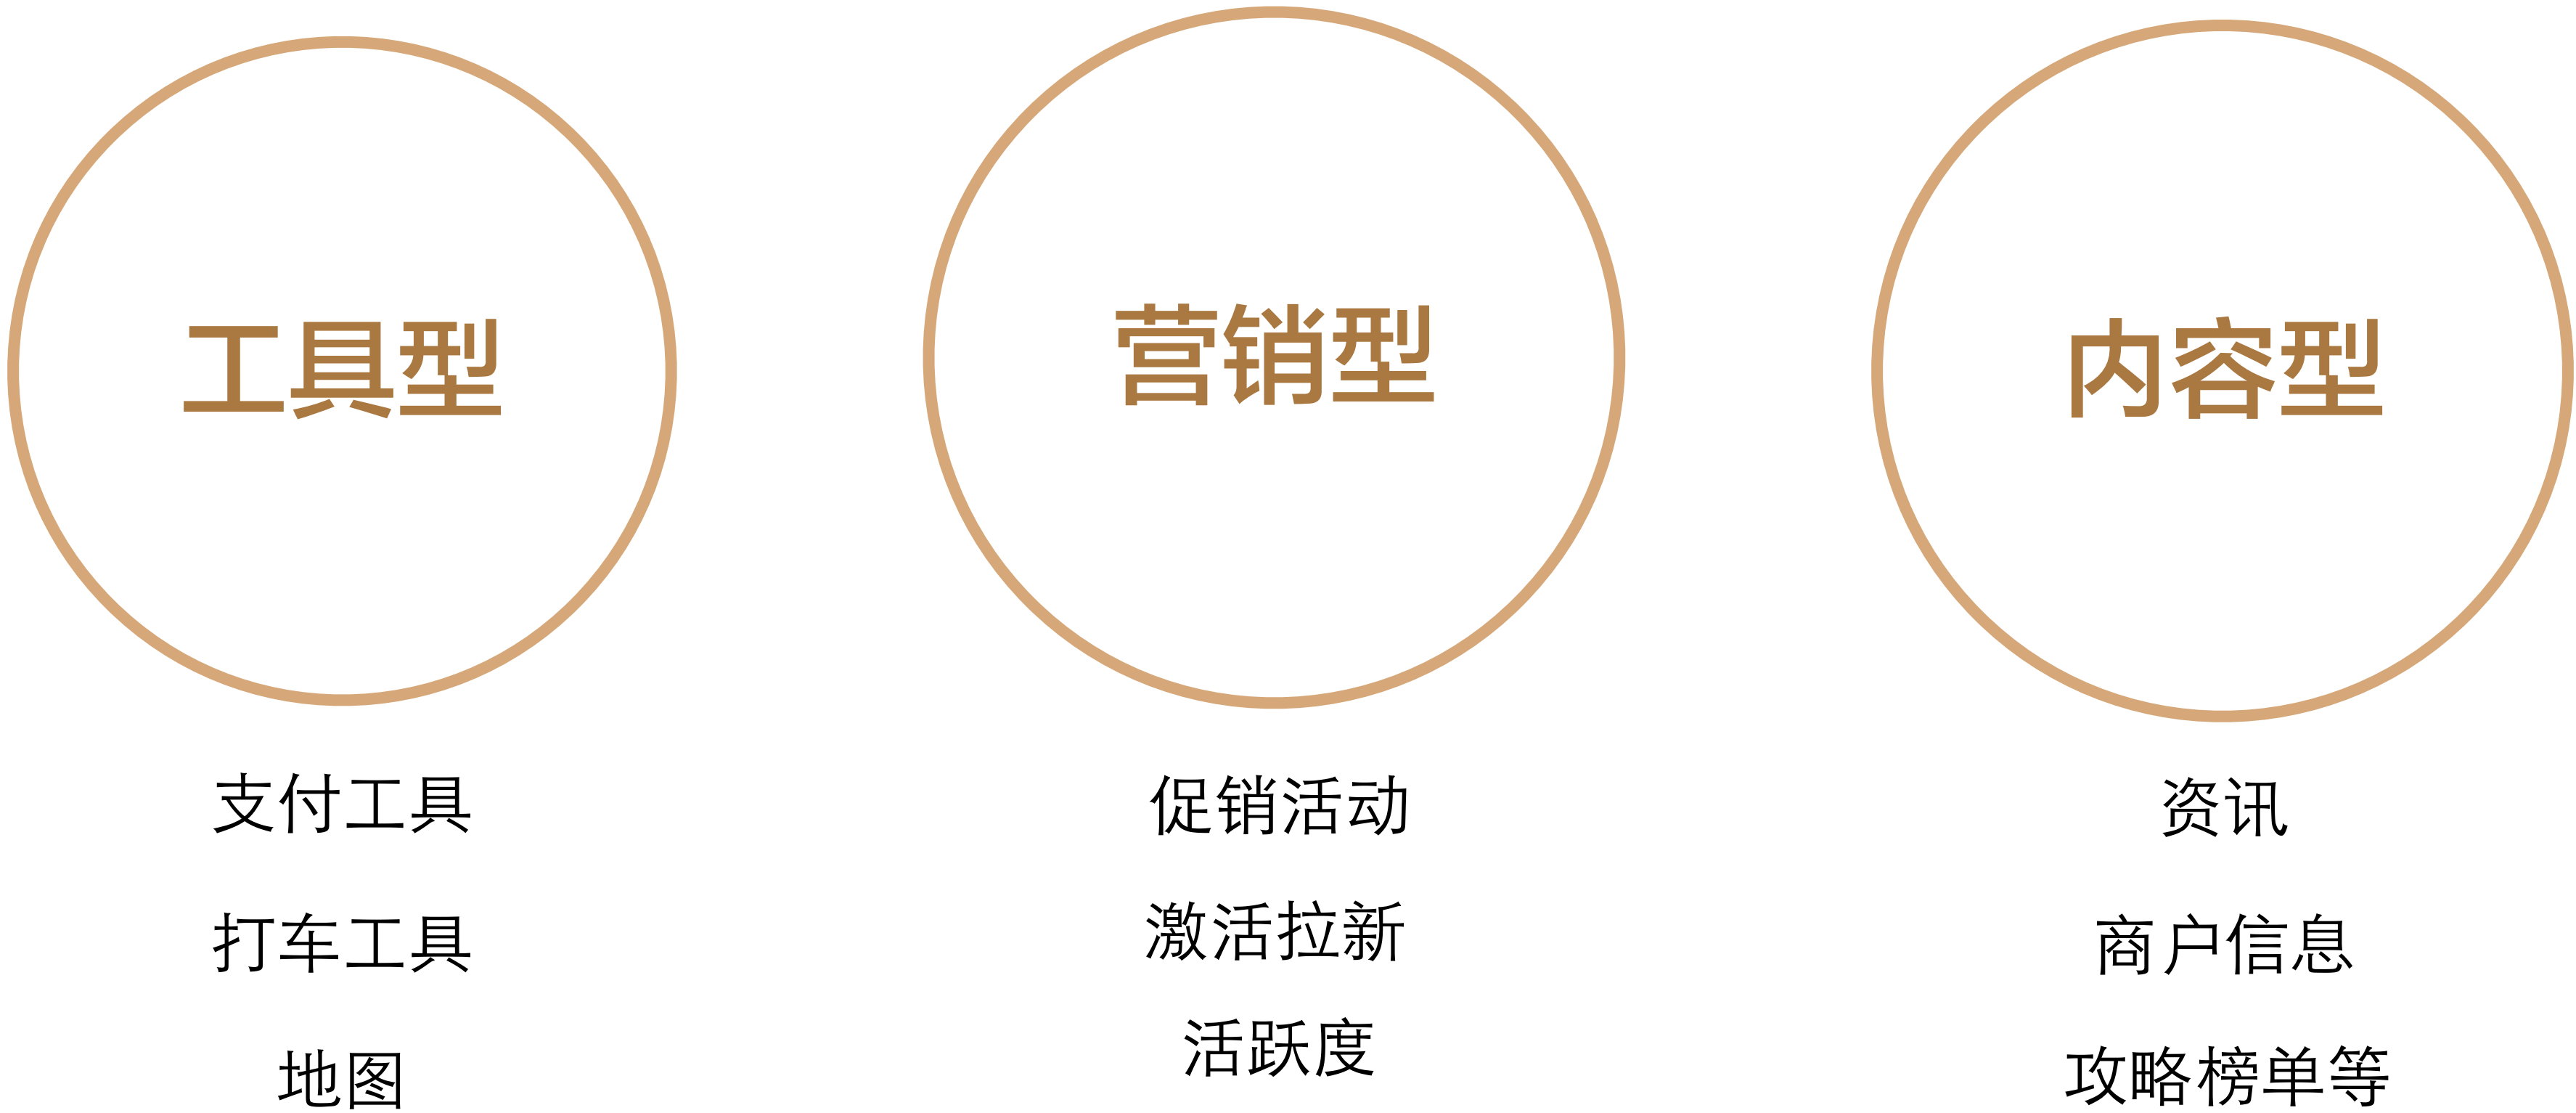 工具型
支付工具
打车工具
地图
营销型
促销活动
激活拉新
活跃度
内容型
资讯
商户信息
攻略榜单等